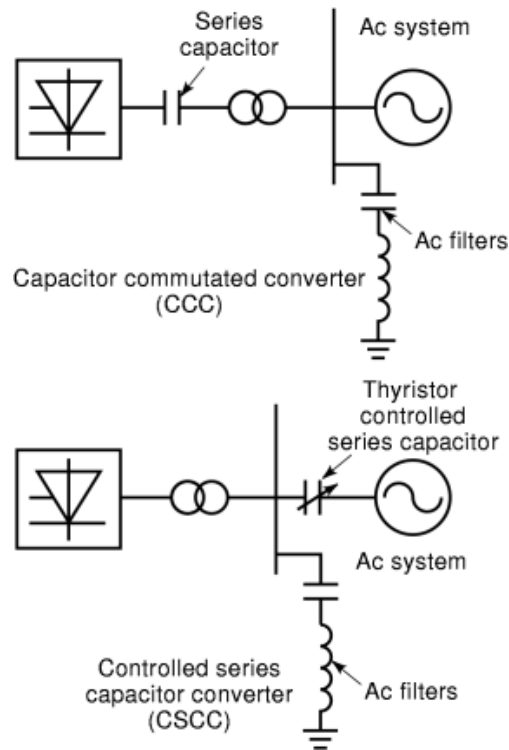 Series
capacitor
Ac system
Ac filters
Capacitor commutated converter
(CCC)
Thyristor
controlled
series capacitor
Ac system
Controlled series
capacitor converter
(CSCC)
Ac filters